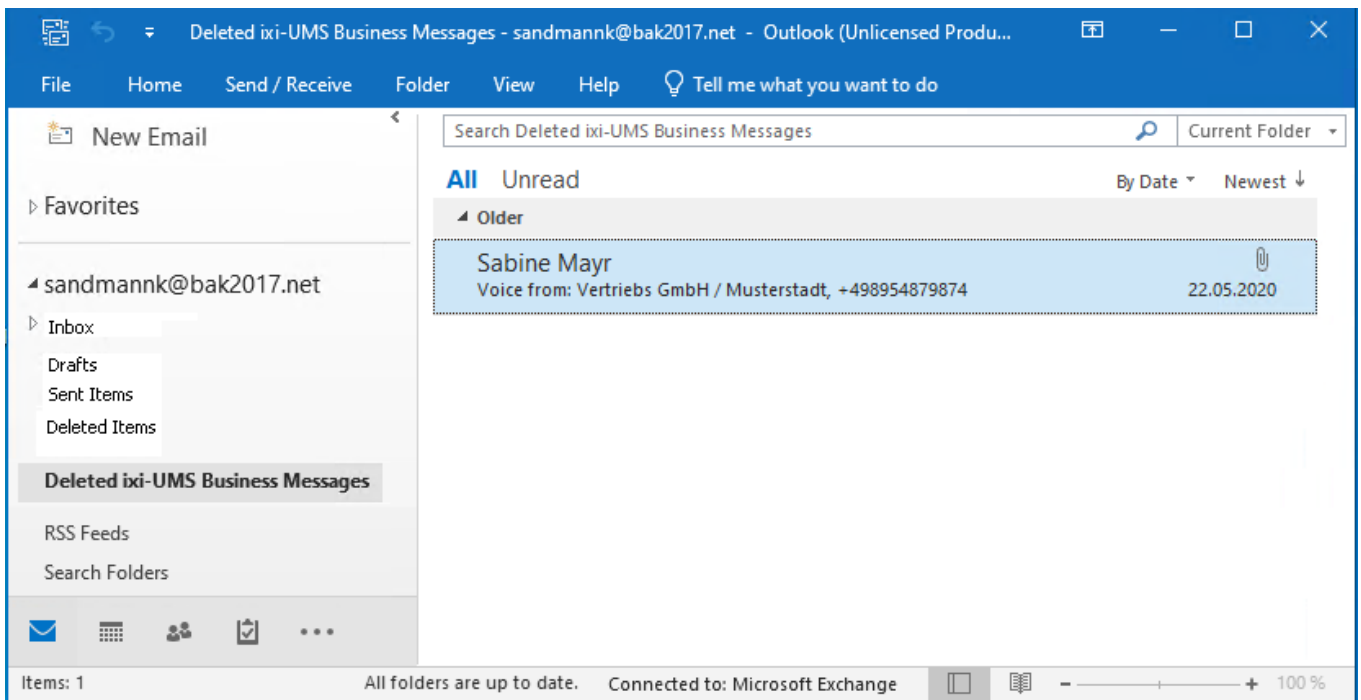 Deleted ixi-UMS Business Messages - sandmannk@bak2017.net - Outlook (Unlicensed Produ...
File Home Send / Receive Folder View Help Tell me what you want to do
New Email
Favorites
sandmannk@bak2017.net
Inbox
Drafts
Sent Items
Deleted Items
Deleted ixi-UMS Business Messages
RSS Feeds
Search Folders
Search Deleted ixi-UMS Business Messages Current Folder
All Unread By Date Newest
Older
Sabine Mayr
Voice from: Vertriebs GmbH / Musterstadt, +498954879874 22.05.2020
Items: 1 All folders are up to date. Connected to: Microsoft Exchange 100 %